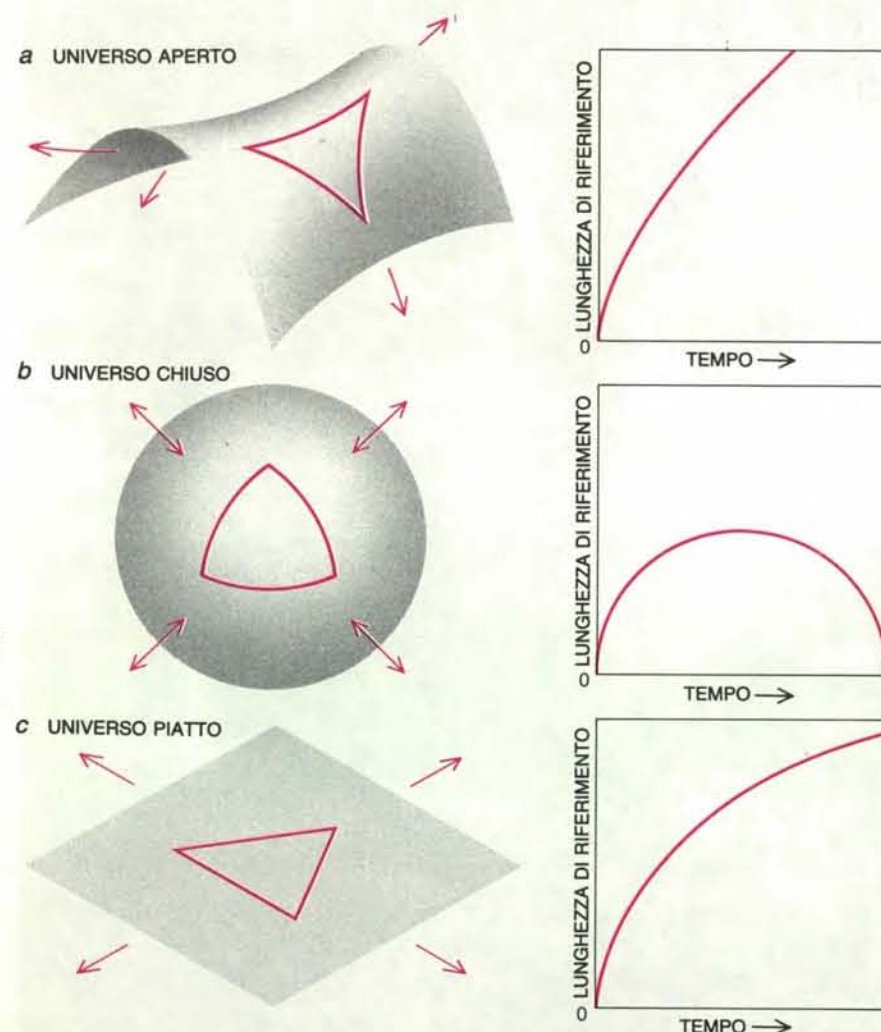 a UNIVERSO APERTO
LUNGHEZZA DI RIFERIMENTO
0
TEMPO →
b UNIVERSO CHIUSO
LUNGHEZZA DI RIFERIMENTO
0
TEMPO →
c UNIVERSO PIATTO
LUNGHEZZA DI RIFERIMENTO
0
TEMPO →